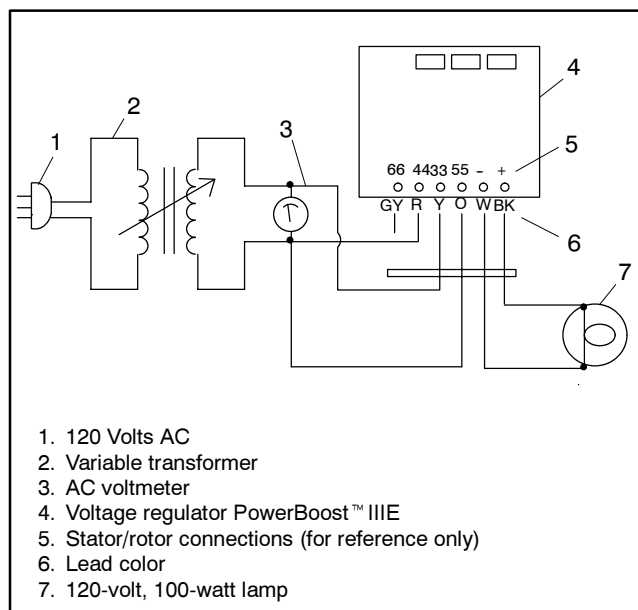 2
1
3
4
5
66 44 33 55 - +
GY R Y O W BK
6
7
1. 120 Volts AC
2. Variable transformer
3. AC voltmeter
4. Voltage regulator PowerBoost™ IIIE
5. Stator/rotor connections (for reference only)
6. Lead color
7. 120-volt, 100-watt lamp